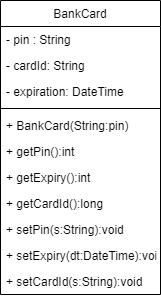 BankCard
- pin : String
- cardId: String
- expiration: DateTime
+ BankCard(String:pin)
+ getPin():int
+ getExpiry():int
+ getCardId():long
+ setPin(s:String):void
+ setExpiry(dt:DateTime):voi
+ setCardId(s:String):void